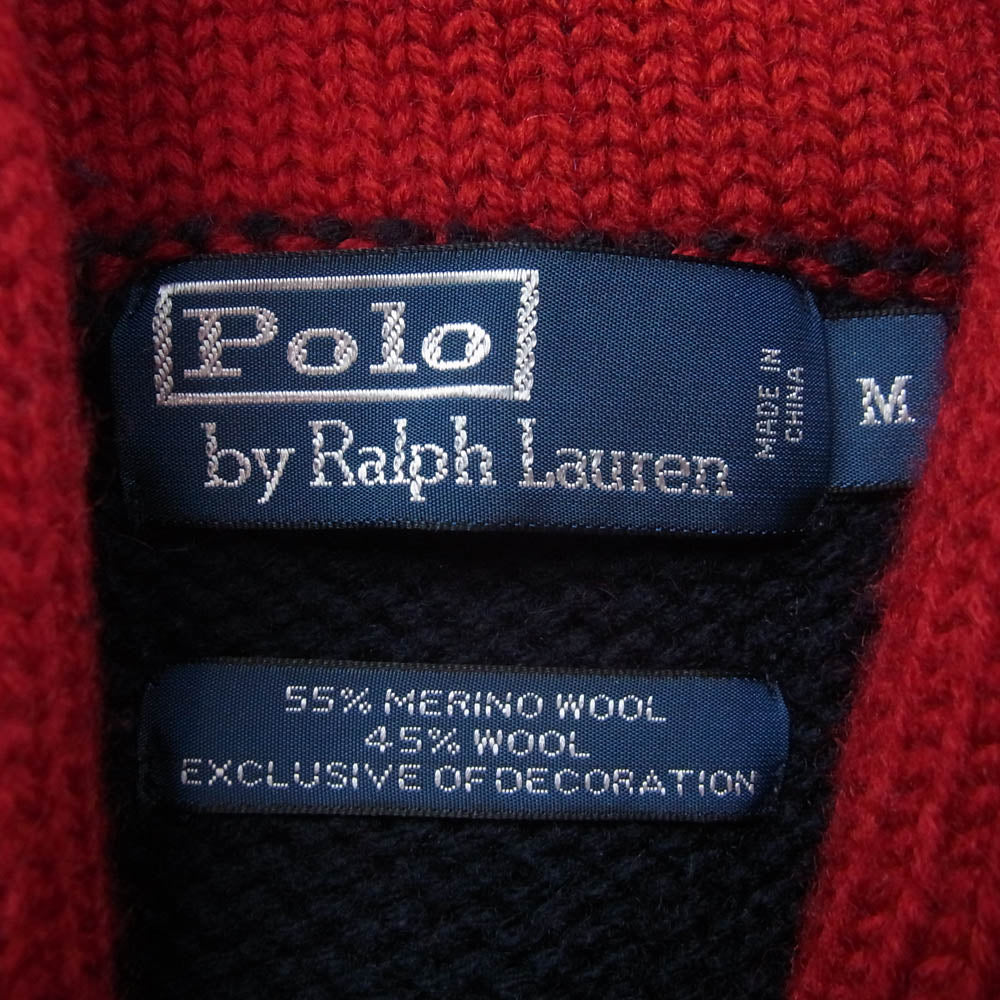 Polo
by Ralph Lauren
MADE IN
CHINA
M
55% MERINO WOOL
45% WOOL
EXCLUSIVE OF DECORATION